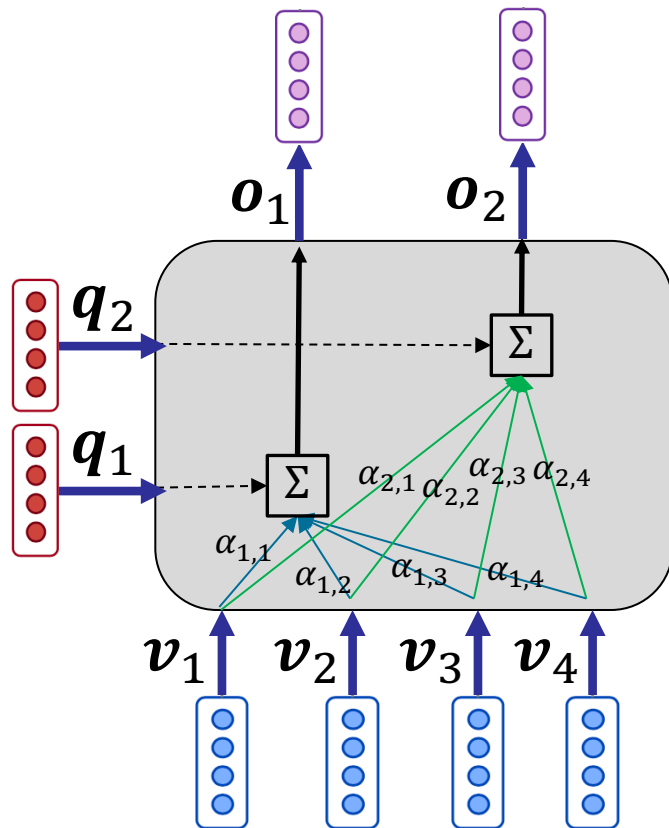 o₁ o₂
q₂
Σ
q₁
Σ
α₂,₁ α₂,₂ α₂,₃ α₂,₄
α₁,₁ α₁,₂ α₁,₃ α₁,₄
v₁ v₂ v₃ v₄